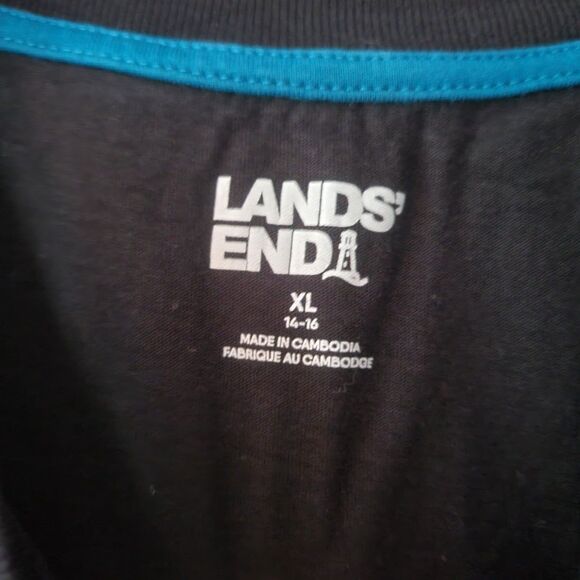 LANDS'
END
XL
14-16
MADE IN CAMBODIA
FABRIQUE AU CAMBODGE